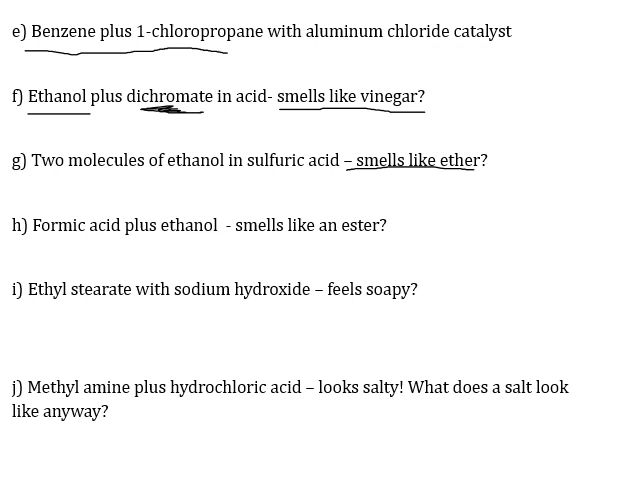 e) Benzene plus 1-chloropropane with aluminum chloride catalyst
f) Ethanol plus dichromate in acid- smells like vinegar?
g) Two molecules of ethanol in sulfuric acid – smells like ether?
h) Formic acid plus ethanol  - smells like an ester?
i) Ethyl stearate with sodium hydroxide – feels soapy?
j) Methyl amine plus hydrochloric acid – looks salty! What does a salt look
like anyway?